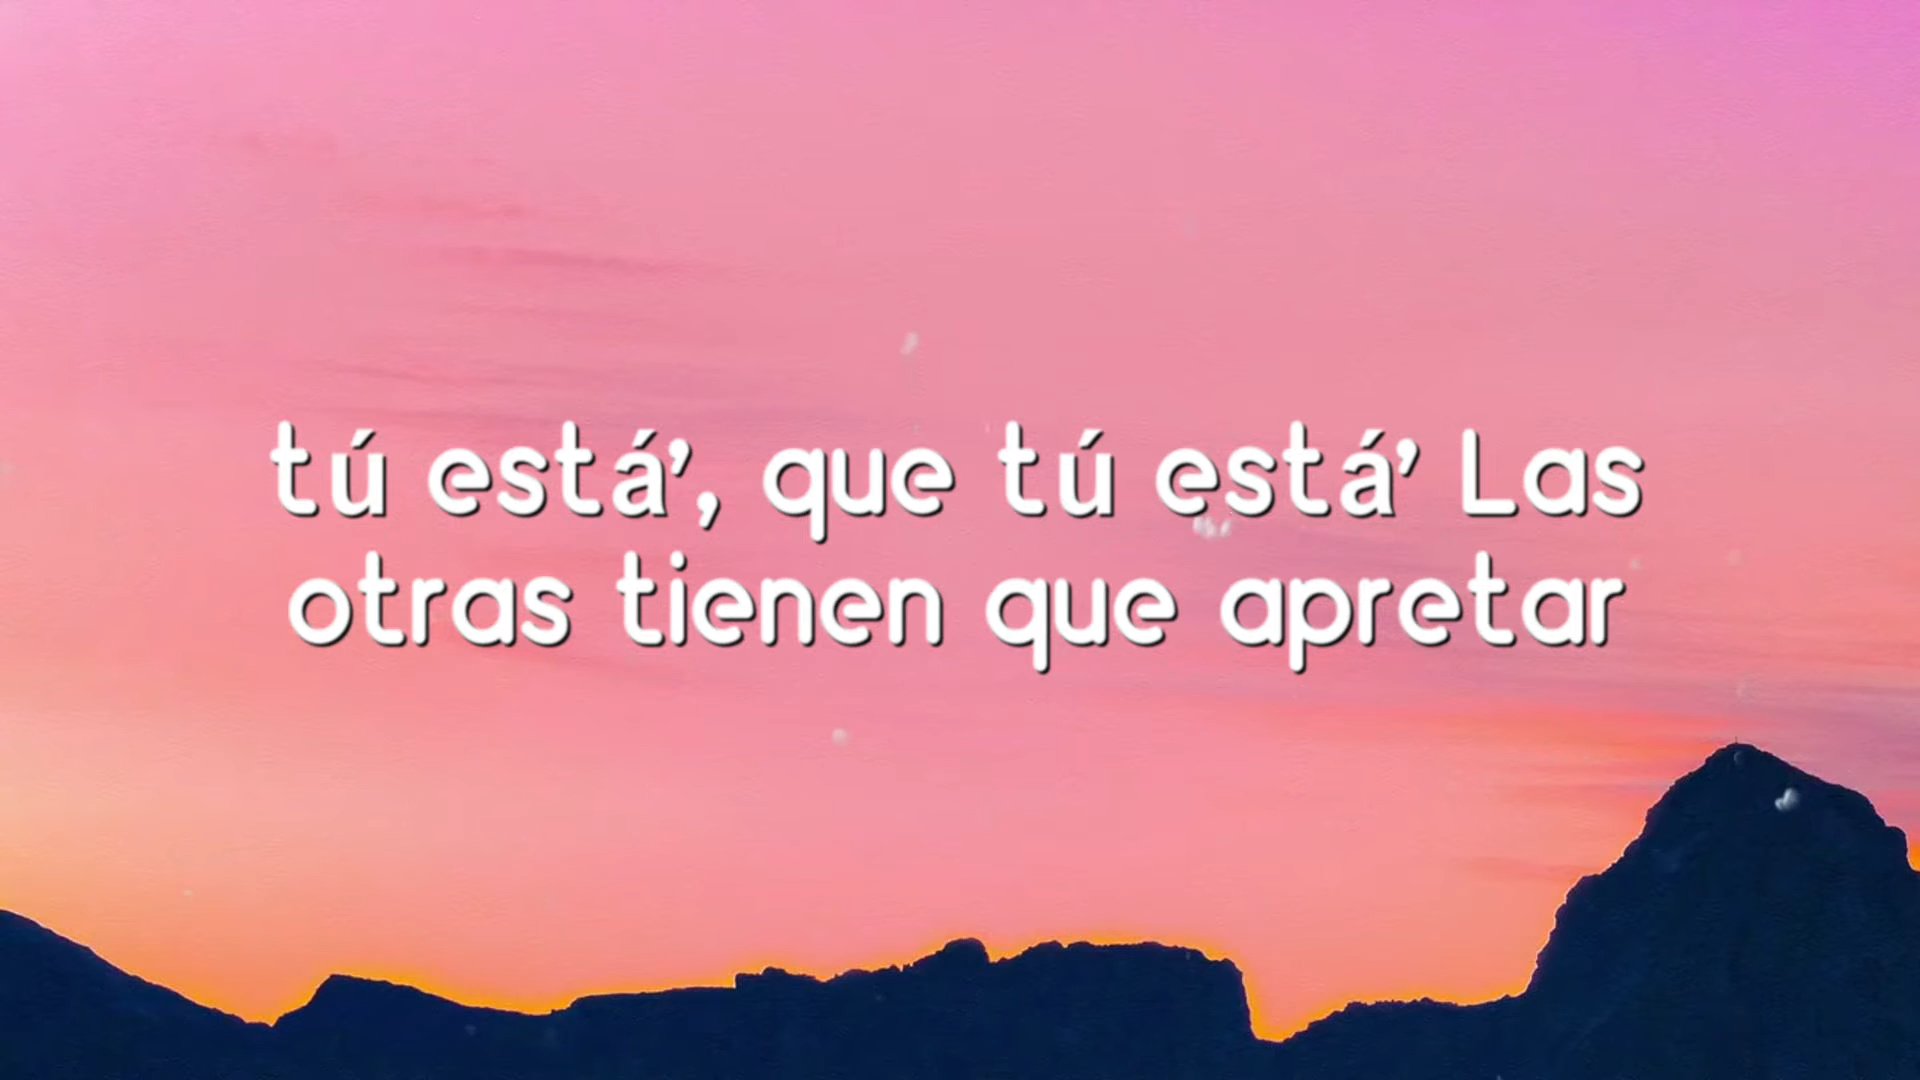 tú está', que tú está' Las
otras tienen que apretar